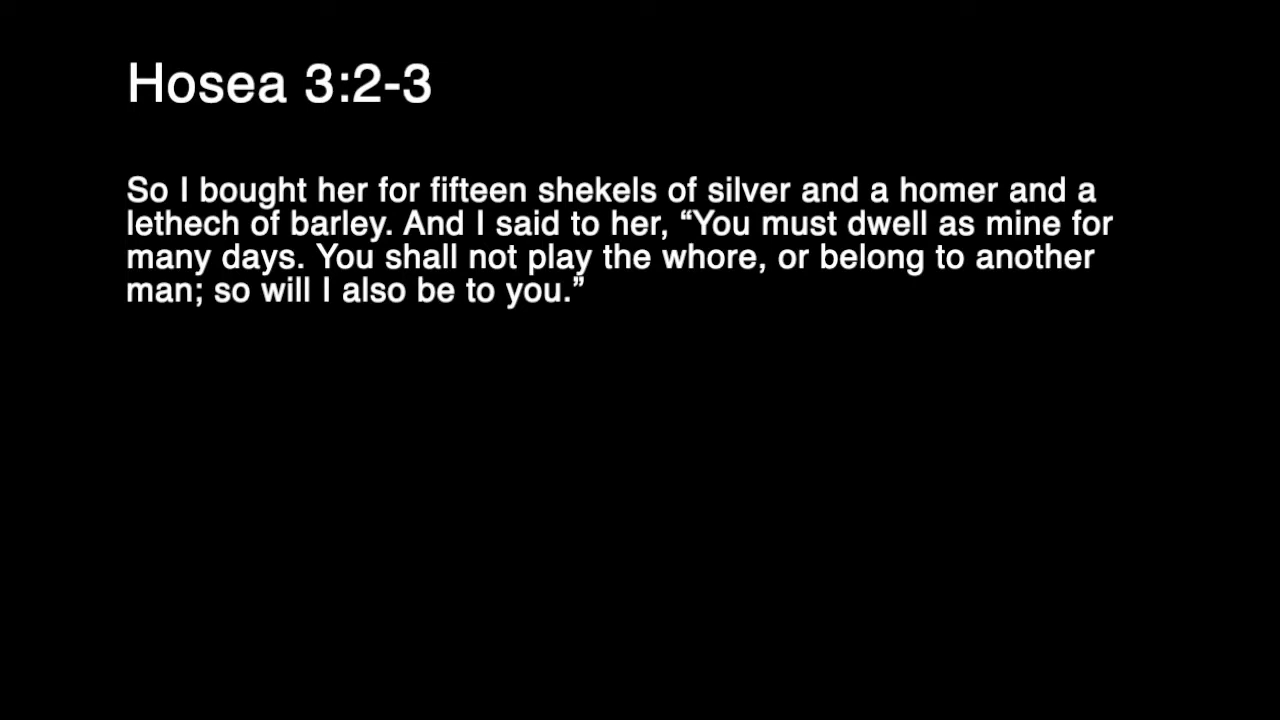 Hosea 3:2-3
So I bought her for fifteen shekels of silver and a homer and a
lethech of barley. And I said to her, “You must dwell as mine for
many days. You shall not play the whore, or belong to another
man; so will I also be to you.”